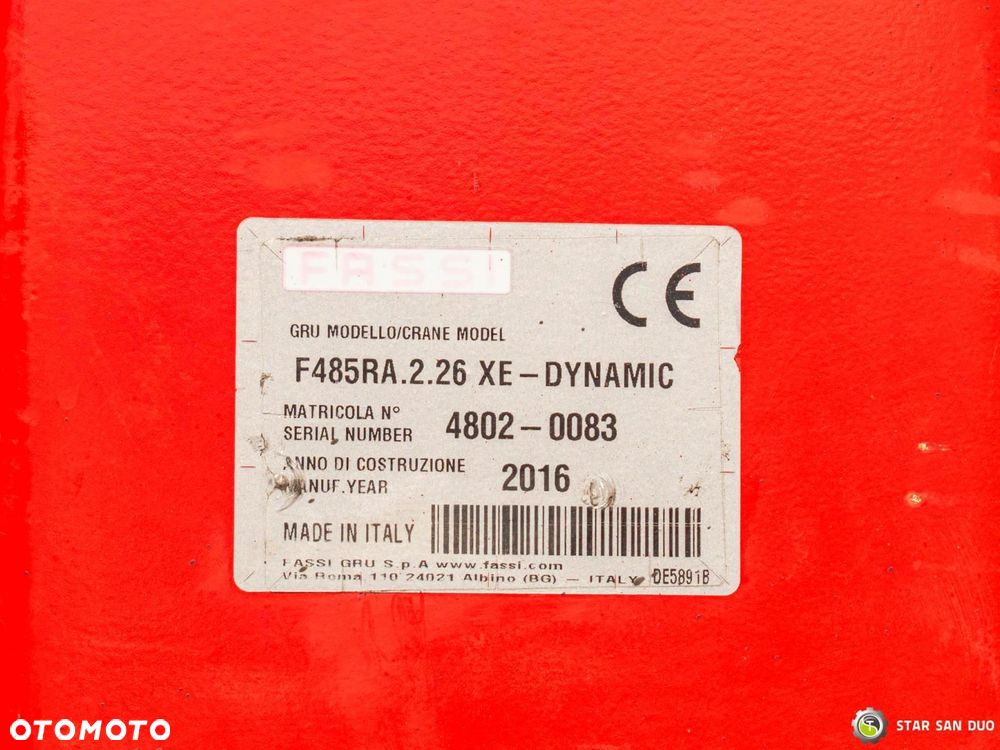 FASSI
CE
GRU MODELLO/CRANE MODEL
F485RA.2.26 XE-DYNAMIC
MATRICOLA N°
SERIAL NUMBER 4802-0083
ANNO DI COSTRUZIONE
MANUF.YEAR 2016
MADE IN ITALY
FASSI GRU S.p.A www.fassi.com
Via Roma 110 24021 Albino (BG) - ITALY DE5891B
OTOMOTO
STAR SAN DUO